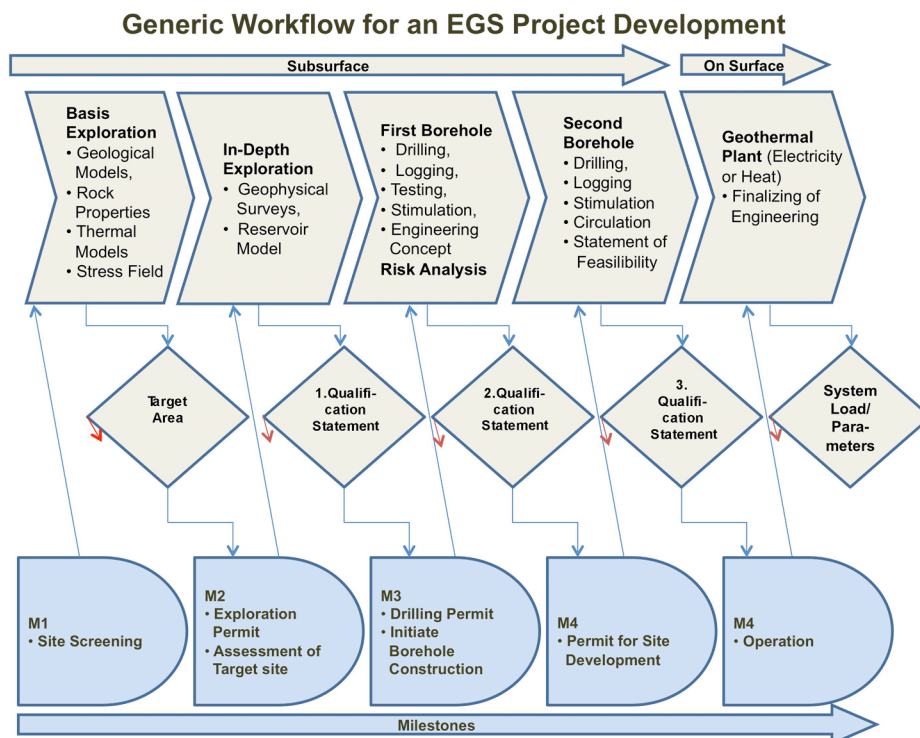 Generic Workflow for an EGS Project Development
Subsurface
On Surface
Basis
Exploration
• Geological
Models,
• Rock
Properties
• Thermal
Models
• Stress Field
In-Depth
Exploration
• Geophysical
Surveys,
• Reservoir
Model
First Borehole
• Drilling,
• Logging,
• Testing,
• Stimulation,
• Engineering
Concept
Risk Analysis
Second
Borehole
• Drilling,
• Logging
• Stimulation
• Circulation
• Statement of
Feasilibility
Geothermal
Plant (Electricity
or Heat)
• Finalizing of
Engineering
Target
Area
1.Qualifi-
cation
Statement
2.Qualifi-
cation
Statement
3.
Qualifi-
cation
Statement
System
Load/
Para-
meters
M1
• Site Screening
M2
• Exploration
Permit
• Assessment of
Target site
M3
• Drilling Permit
• Initiate
Borehole
Construction
M4
• Permit for Site
Development
M4
• Operation
Milestones